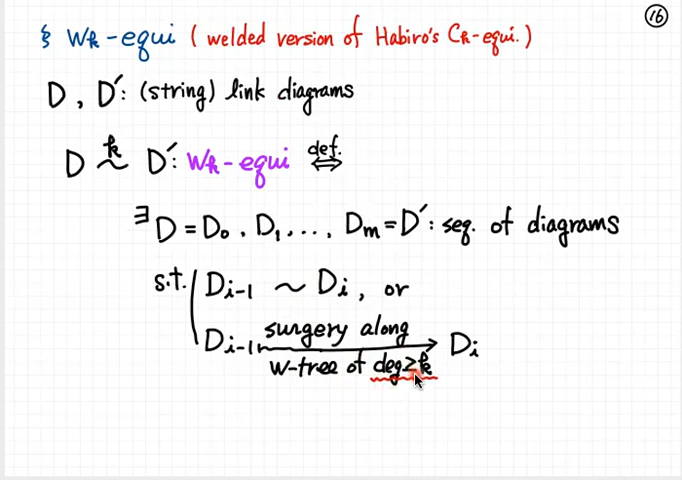 ⑯
§ Wk-equi ( welded version of Habiro's Ck-equi. )
D , D′ : (string) link diagrams
D k∼ D′ : Wk-equi def.⇔
∃ D = D₀ , D₁ , ... , Dm = D′ : seq. of diagrams
s.t. Di-1 ∼ Di , or
Di-1 surgery along → Di
w-tree of deg ≥ k